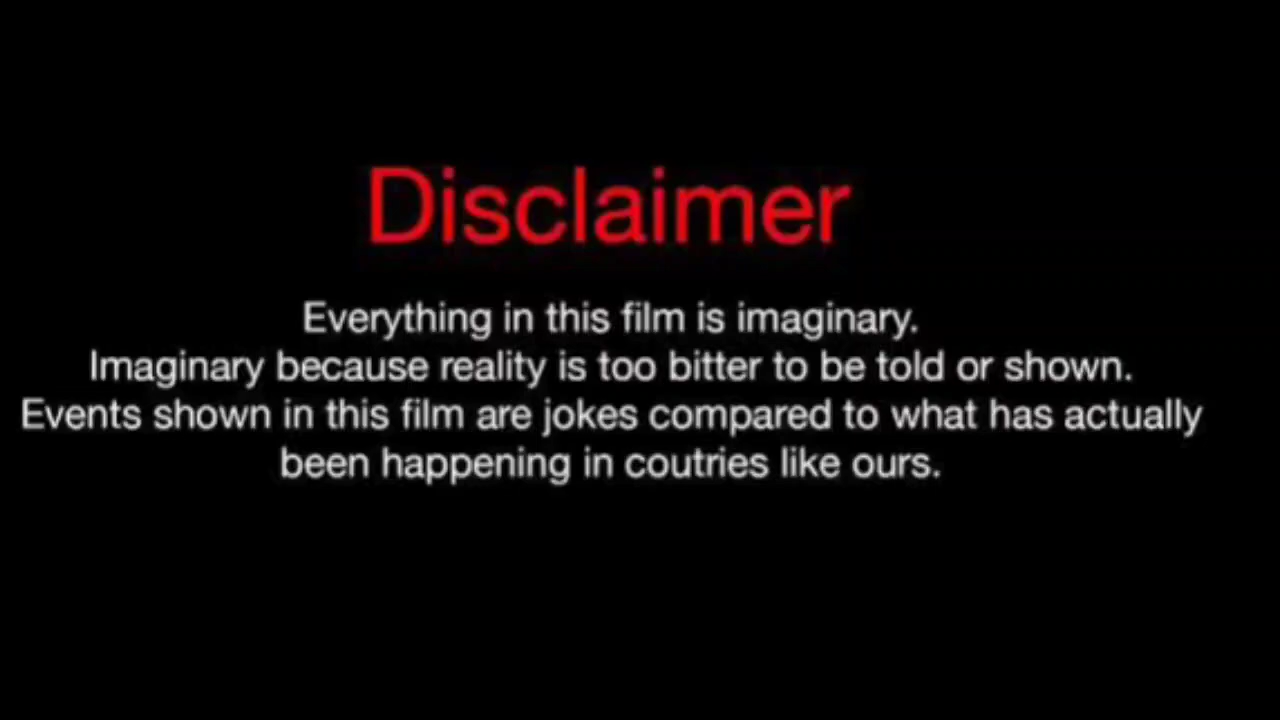 Disclaimer
Everything in this film is imaginary.
Imaginary because reality is too bitter to be told or shown.
Events shown in this film are jokes compared to what has actually
been happening in coutries like ours.